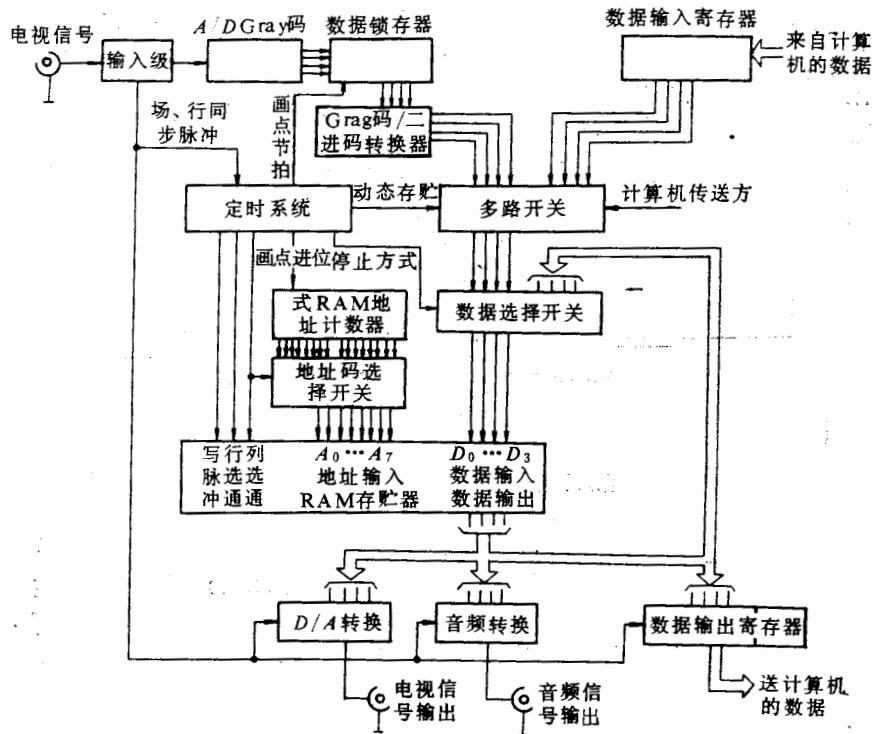 电视信号
A/DGray码
数据锁存器
数据输入寄存器
输入级
来自计算
机的数据
场、行同
步脉冲
画点节拍
Grag码/二
进码转换器
定时系统
动态存贮
多路开关
计算机传送方
画点进位
停止方式
式RAM地
址计数器
数据选择开关
地址码选
择开关
写行列
脉选选
冲通通
A0…A7
地址输入
RAM存贮器
D0…D3
数据输入
数据输出
D/A转换
音频转换
数据输出寄存器
电视信
号输出
音频信
号输出
送计算机
的数据